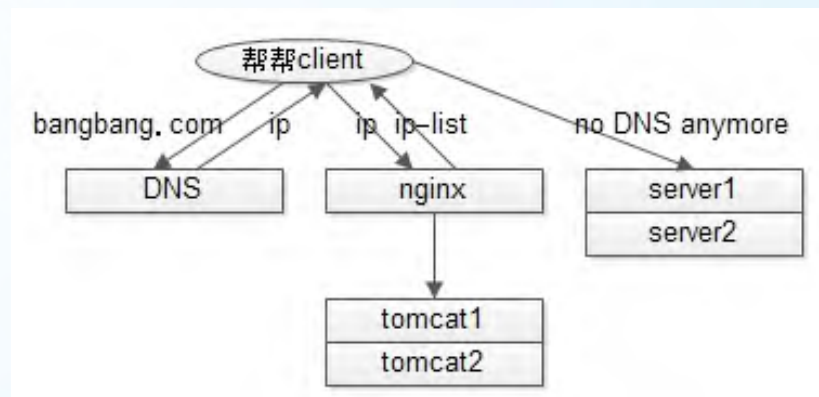 帮帮client
bangbang.com
ip
ip
ip-list
no DNS anymore
DNS
nginx
server1
server2
tomcat1
tomcat2